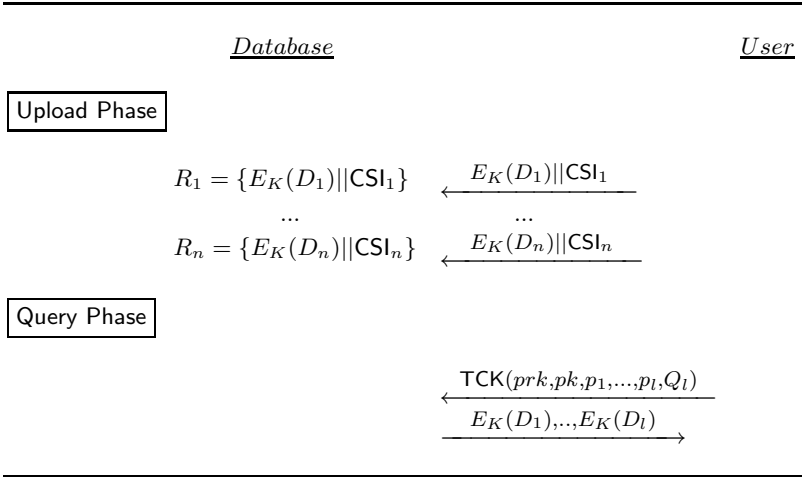 Database User
Upload Phase
R_1 = {E_K(D_1)||CSI_1} E_K(D_1)||CSI_1
... ...
R_n = {E_K(D_n)||CSI_n} E_K(D_n)||CSI_n
Query Phase
TCK(prk,pk,p_1,...,p_l,Q_l)
E_K(D_1),..,E_K(D_l)